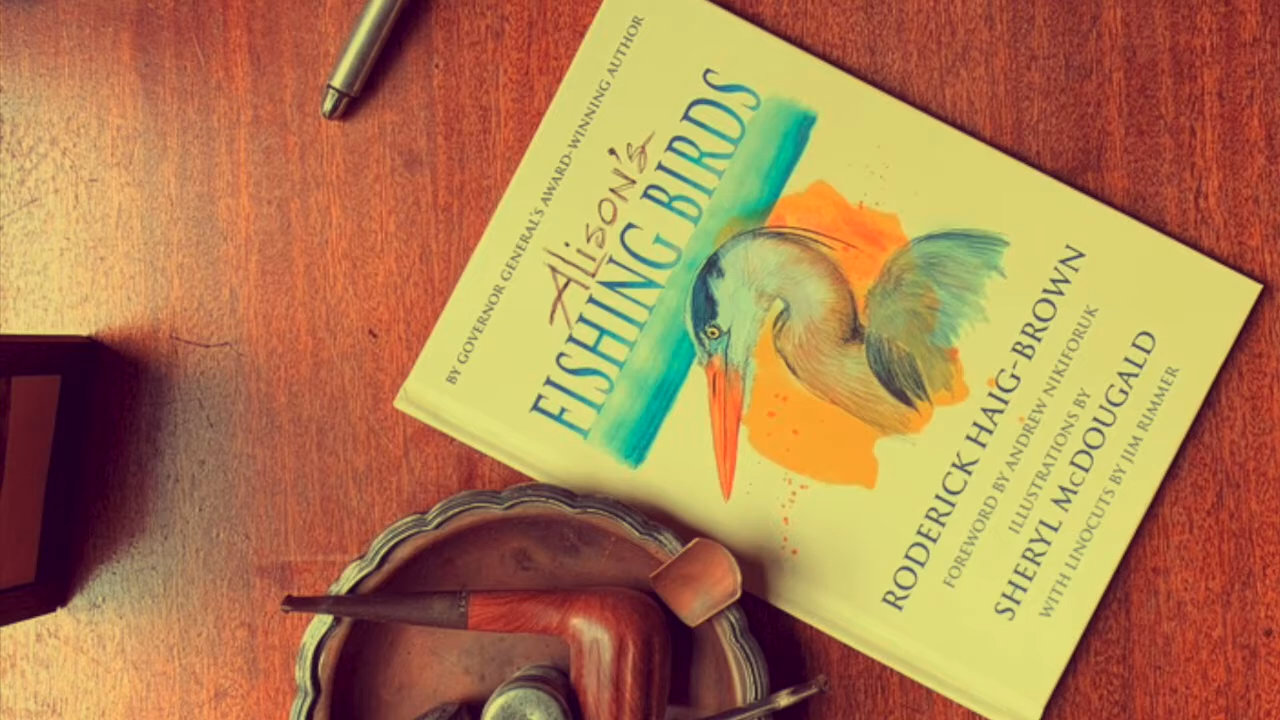 BY GOVERNOR GENERAL'S AWARD-WINNING AUTHOR
Alison's
FISHING BIRDS
RODERICK HAIG-BROWN
FOREWORD BY ANDREW NIKIFORUK
ILLUSTRATIONS BY
SHERYL McDOUGALD
WITH LINOCUTS BY JIM RIMMER